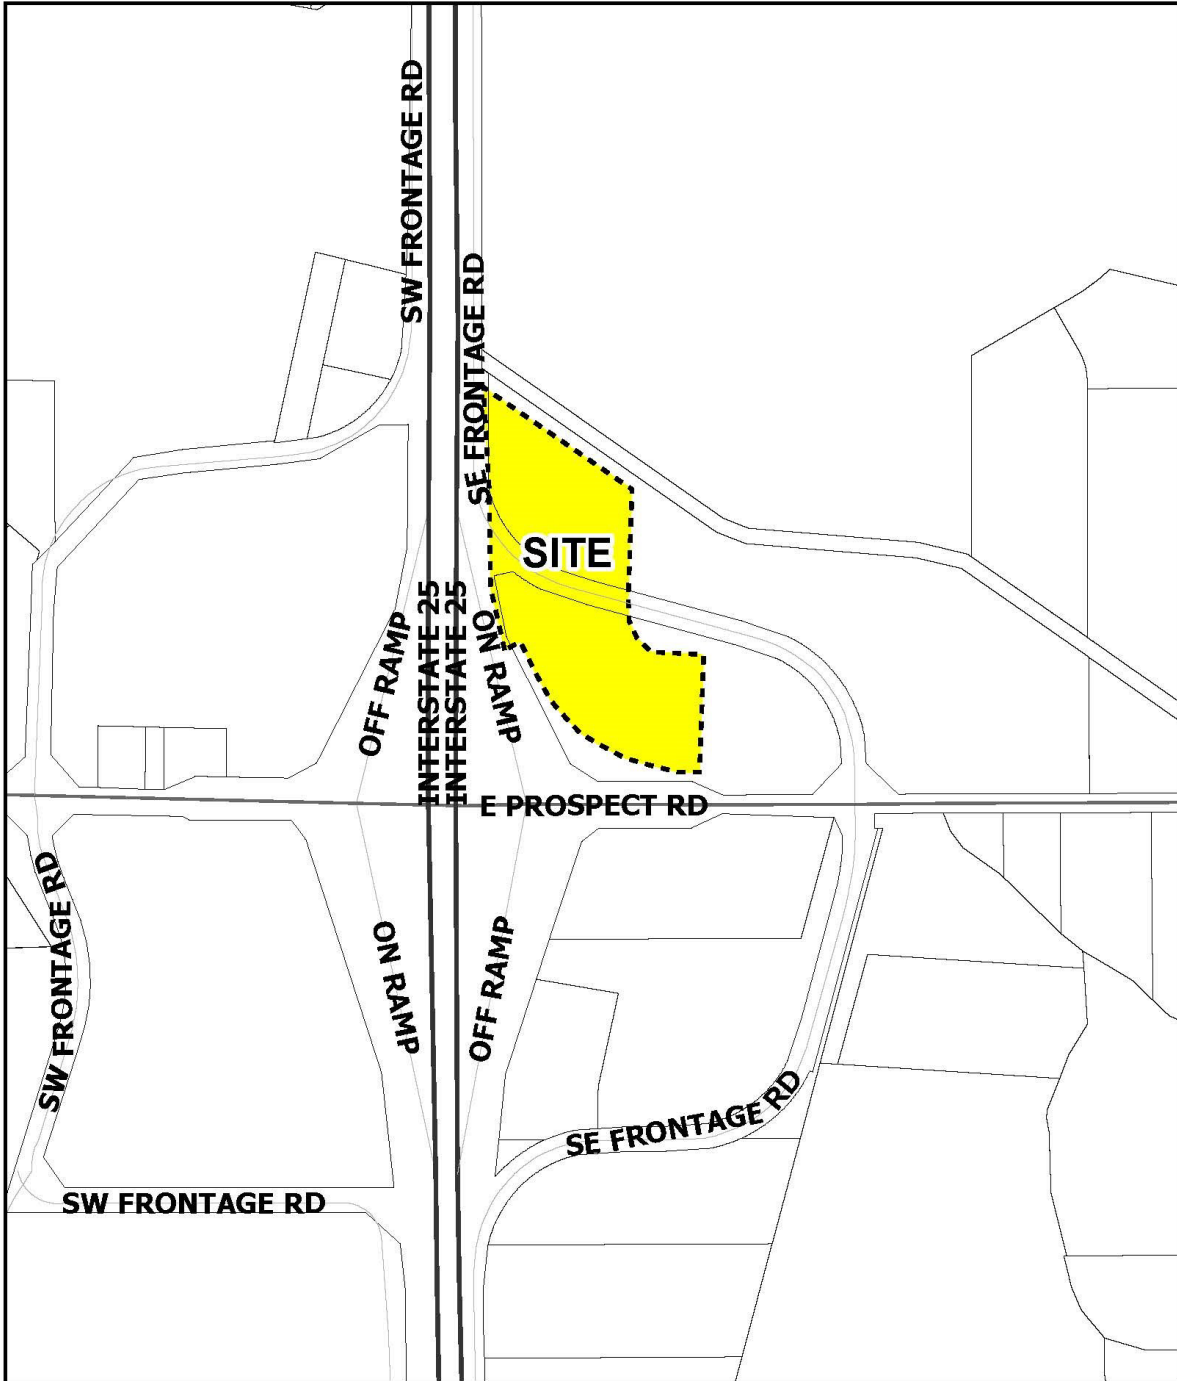 SW FRONTAGE RD
SE FRONTAGE RD
SITE
OFF RAMP
INTERSTATE 25
INTERSTATE 25
ON RAMP
E PROSPECT RD
SW FRONTAGE RD
ON RAMP
OFF RAMP
SE FRONTAGE RD
SW FRONTAGE RD